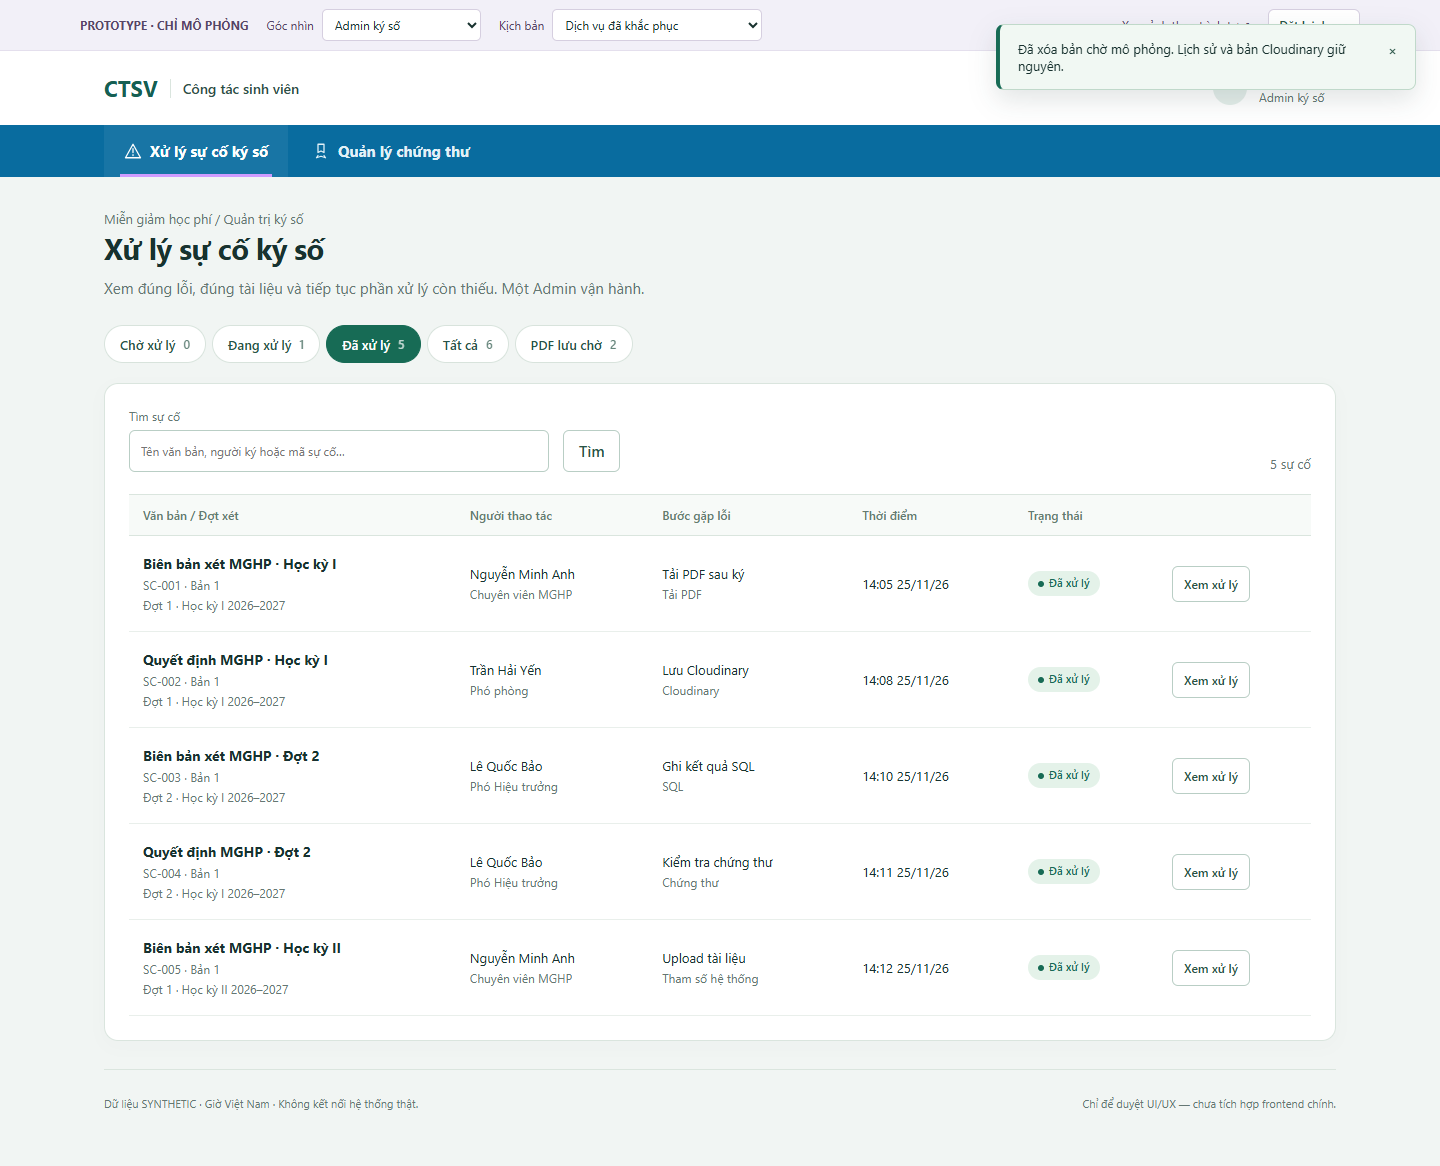 PROTOTYPE · CHỈ MÔ PHỎNG
Góc nhìn
Admin ký số
Kịch bản
Dịch vụ đã khắc phục
Đã xóa bản chờ mô phỏng. Lịch sử và bản Cloudinary giữ
nguyên.
×
CTSV
Công tác sinh viên
Admin ký số
Xử lý sự cố ký số
Quản lý chứng thư
Miễn giảm học phí / Quản trị ký số
Xử lý sự cố ký số
Xem đúng lỗi, đúng tài liệu và tiếp tục phần xử lý còn thiếu. Một Admin vận hành.
Chờ xử lý 0
Đang xử lý 1
Đã xử lý 5
Tất cả 6
PDF lưu chờ 2
Tìm sự cố
Tên văn bản, người ký hoặc mã sự cố...
Tìm
5 sự cố
Văn bản / Đợt xét
Người thao tác
Bước gặp lỗi
Thời điểm
Trạng thái
Biên bản xét MGHP · Học kỳ I
SC-001 · Bản 1
Đợt 1 · Học kỳ I 2026–2027
Nguyễn Minh Anh
Chuyên viên MGHP
Tải PDF sau ký
Tải PDF
14:05 25/11/26
Đã xử lý
Xem xử lý
Quyết định MGHP · Học kỳ I
SC-002 · Bản 1
Đợt 1 · Học kỳ I 2026–2027
Trần Hải Yến
Phó phòng
Lưu Cloudinary
Cloudinary
14:08 25/11/26
Đã xử lý
Xem xử lý
Biên bản xét MGHP · Đợt 2
SC-003 · Bản 1
Đợt 2 · Học kỳ I 2026–2027
Lê Quốc Bảo
Phó Hiệu trưởng
Ghi kết quả SQL
SQL
14:10 25/11/26
Đã xử lý
Xem xử lý
Quyết định MGHP · Đợt 2
SC-004 · Bản 1
Đợt 2 · Học kỳ I 2026–2027
Lê Quốc Bảo
Phó Hiệu trưởng
Kiểm tra chứng thư
Chứng thư
14:11 25/11/26
Đã xử lý
Xem xử lý
Biên bản xét MGHP · Học kỳ II
SC-005 · Bản 1
Đợt 1 · Học kỳ II 2026–2027
Nguyễn Minh Anh
Chuyên viên MGHP
Upload tài liệu
Tham số hệ thống
14:12 25/11/26
Đã xử lý
Xem xử lý
Dữ liệu SYNTHETIC · Giờ Việt Nam · Không kết nối hệ thống thật.
Chỉ để duyệt UI/UX — chưa tích hợp frontend chính.